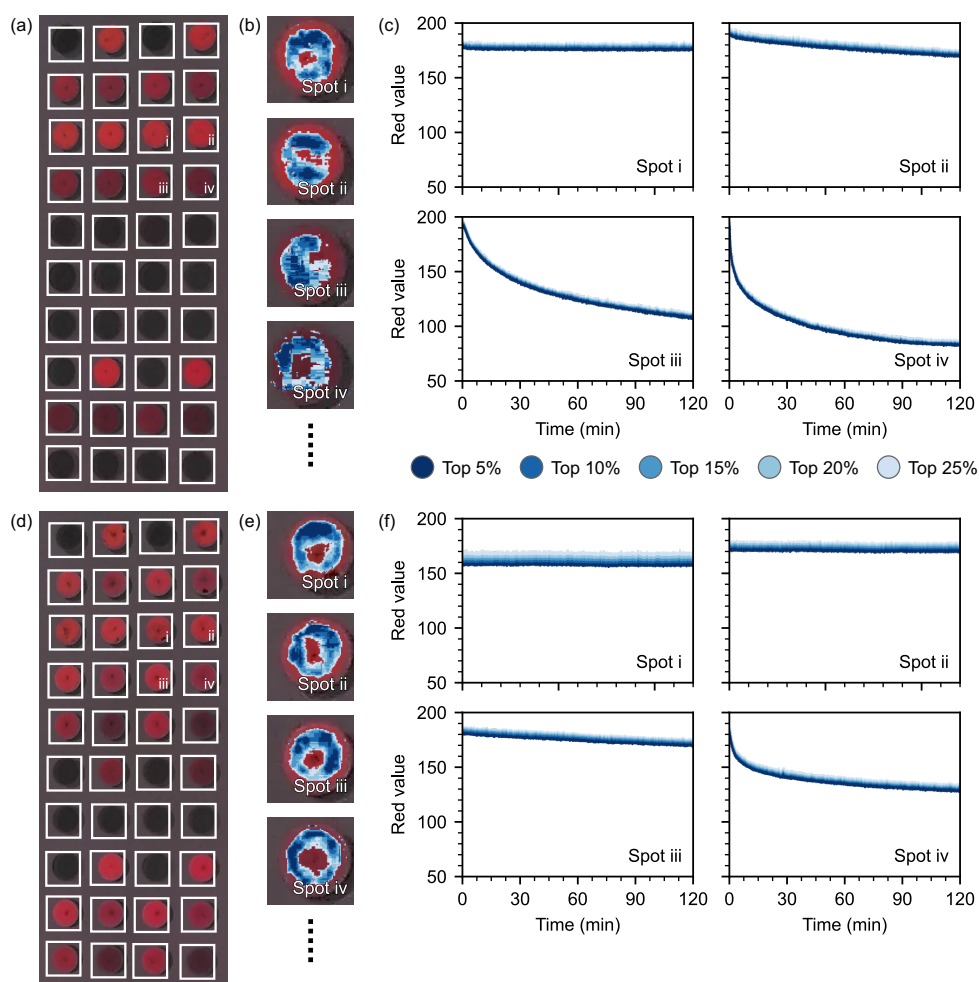 (a)
i
ii
iii
iv
(b)
Spot i
Spot ii
Spot iii
Spot iv
(c)
200
150
100
50
Red value
Spot i
Spot ii
200
150
100
50
Red value
Spot iii
Spot iv
0
30
60
90
120
0
30
60
90
120
Time (min)
Time (min)
Top 5%
Top 10%
Top 15%
Top 20%
Top 25%
(d)
i
ii
iii
iv
(e)
Spot i
Spot ii
Spot iii
Spot iv
(f)
200
150
100
50
Red value
Spot i
Spot ii
200
150
100
50
Red value
Spot iii
Spot iv
0
30
60
90
120
0
30
60
90
120
Time (min)
Time (min)